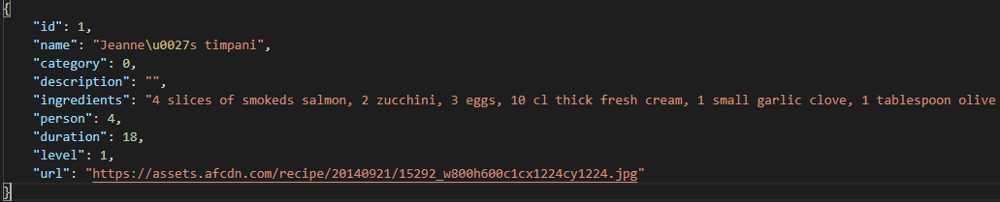 {
"id": 1,
"name": "Jeanne\u0027s timpani",
"category": 0,
"description": "",
"ingredients": "4 slices of smokeds salmon, 2 zucchini, 3 eggs, 10 cl thick fresh cream, 1 small garlic clove, 1 tablespoon olive
"person": 4,
"duration": 18,
"level": 1,
"url": "https://assets.afcdn.com/recipe/20140921/15292_w800h600c1cx1224cy1224.jpg"
}